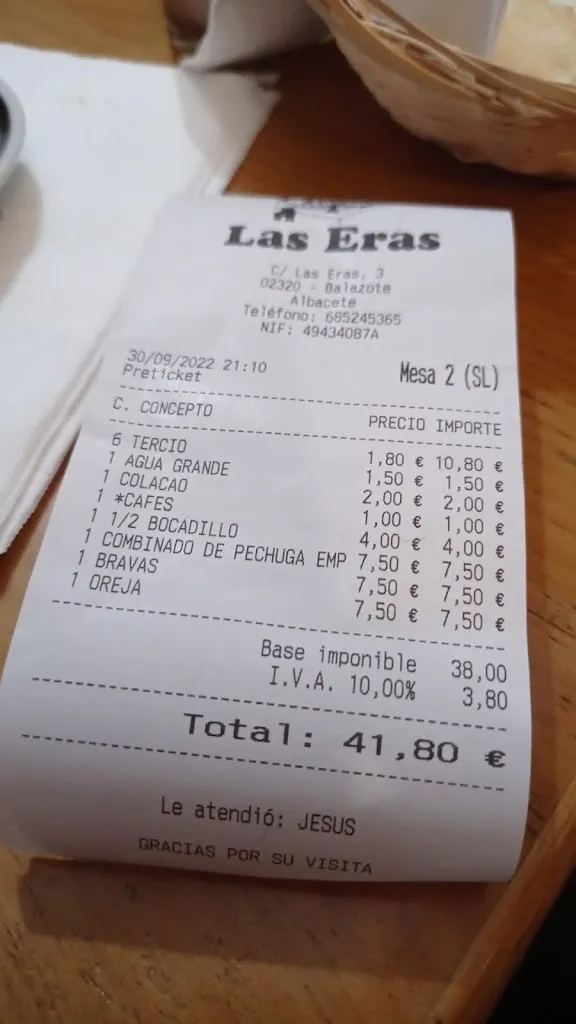 Las Eras
C/ Las Eras, 3
02320 - Balazote
Albacete
Teléfono: 685245365
NIF: 49434087A
30/09/2022 21:10
Preticket
Mesa 2 (SL)
C. CONCEPTO PRECIO IMPORTE
6 TERCIO 1,80 € 10,80 €
1 AGUA GRANDE 1,50 € 1,50 €
1 COLACAO 2,00 € 2,00 €
1 *CAFES 1,00 € 1,00 €
1 1/2 BOCADILLO 4,00 € 4,00 €
1 COMBINADO DE PECHUGA EMP 7,50 € 7,50 €
1 BRAVAS 7,50 € 7,50 €
1 OREJA 7,50 € 7,50 €
Base imponible 38,00
I.V.A. 10,00% 3,80
Total: 41,80 €
Le atendió: JESUS
GRACIAS POR SU VISITA